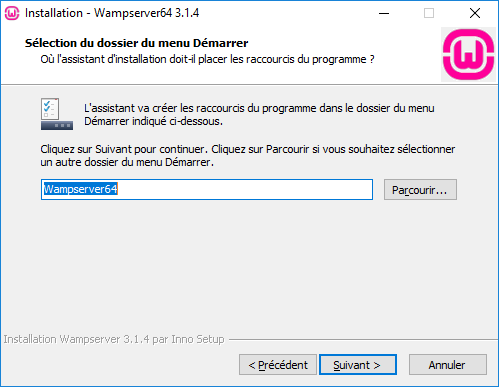 Installation - Wampserver64 3.1.4
Sélection du dossier du menu Démarrer
Où l'assistant d'installation doit-il placer les raccourcis du programme ?
L'assistant va créer les raccourcis du programme dans le dossier du menu
Démarrer indiqué ci-dessous.
Cliquez sur Suivant pour continuer. Cliquez sur Parcourir si vous souhaitez sélectionner
un autre dossier du menu Démarrer.
Wampserver64
Parcourir...
Installation Wampserver 3.1.4 par Inno Setup
< Précédent
Suivant >
Annuler